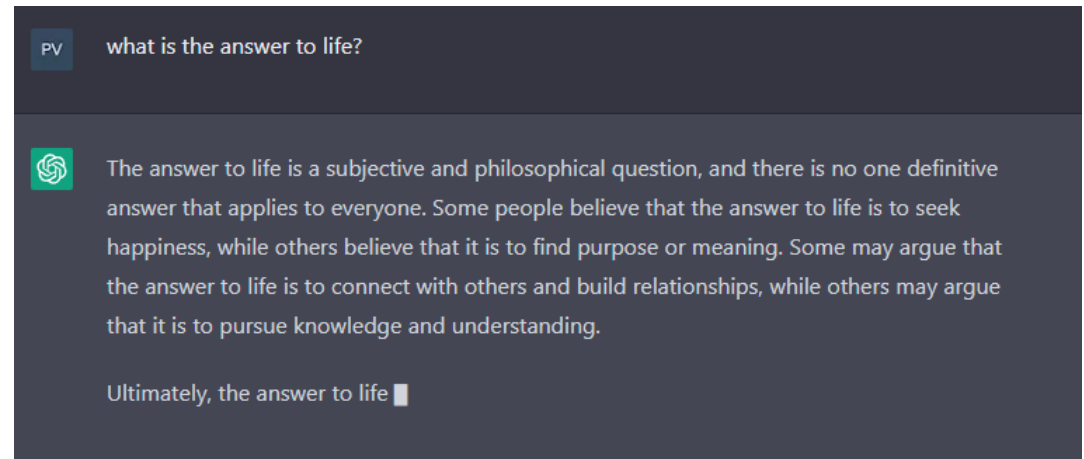 PV
what is the answer to life?
The answer to life is a subjective and philosophical question, and there is no one definitive
answer that applies to everyone. Some people believe that the answer to life is to seek
happiness, while others believe that it is to find purpose or meaning. Some may argue that
the answer to life is to connect with others and build relationships, while others may argue
that it is to pursue knowledge and understanding.
Ultimately, the answer to life